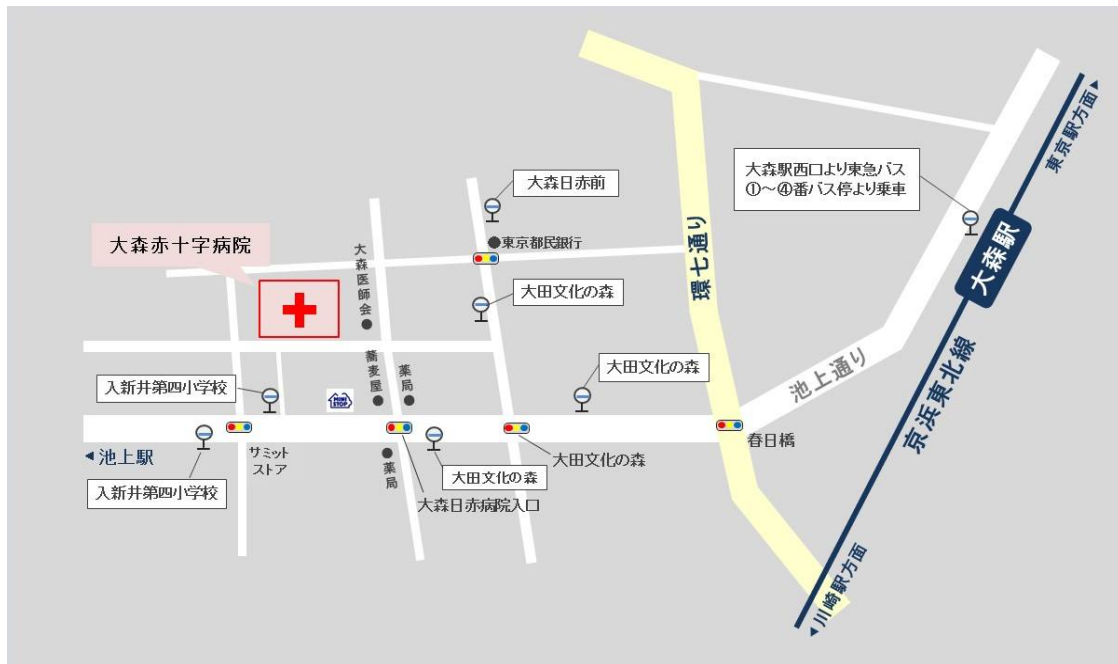 東京駅方面▶
大森駅西口より東急バス
①～④番バス停より乗車
大森日赤前
大森赤十字病院
●東京都民銀行
大森医師会●
環七通り
大森駅
大田文化の森
池上通り
京浜東北線
大田文化の森
入新井第四小学校
MINI
STOP
蕎麦屋●
薬局●
春日橋
◀池上駅
サミット
ストア
●薬局
大田文化の森
大田文化の森
入新井第四小学校
大森日赤病院入口
◀川崎駅方面